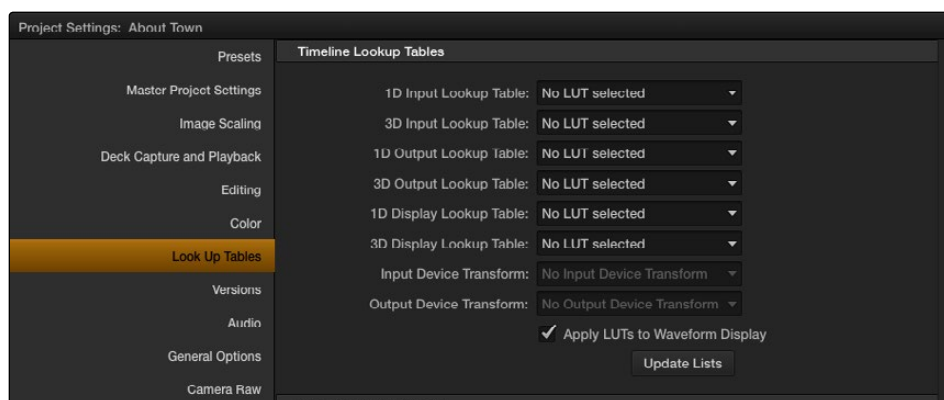 Project Settings: About Town
Presets
Master Project Settings
Image Scaling
Deck Capture and Playback
Editing
Color
Look Up Tables
Versions
Audio
General Options
Camera Raw
Timeline Lookup Tables
1D Input Lookup Table: No LUT selected
3D Input Lookup Table: No LUT selected
1D Output Lookup Table: No LUT selected
3D Output Lookup Table: No LUT selected
1D Display Lookup Table: No LUT selected
3D Display Lookup Table: No LUT selected
Input Device Transform: No Input Device Transform
Output Device Transform: No Output Device Transform
Apply LUTs to Waveform Display
Update Lists